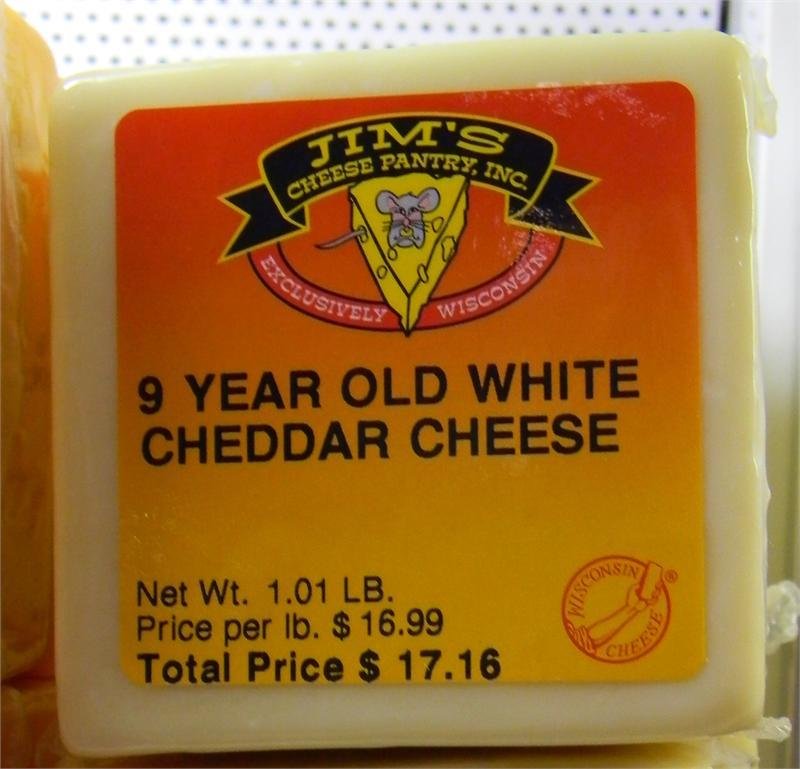 JIM'S
CHEESE PANTRY, INC.
EXCLUSIVELY WISCONSIN
9 YEAR OLD WHITE
CHEDDAR CHEESE
Net Wt. 1.01 LB.
Price per lb. $ 16.99
Total Price $ 17.16
WISCONSIN
CHEESE
®